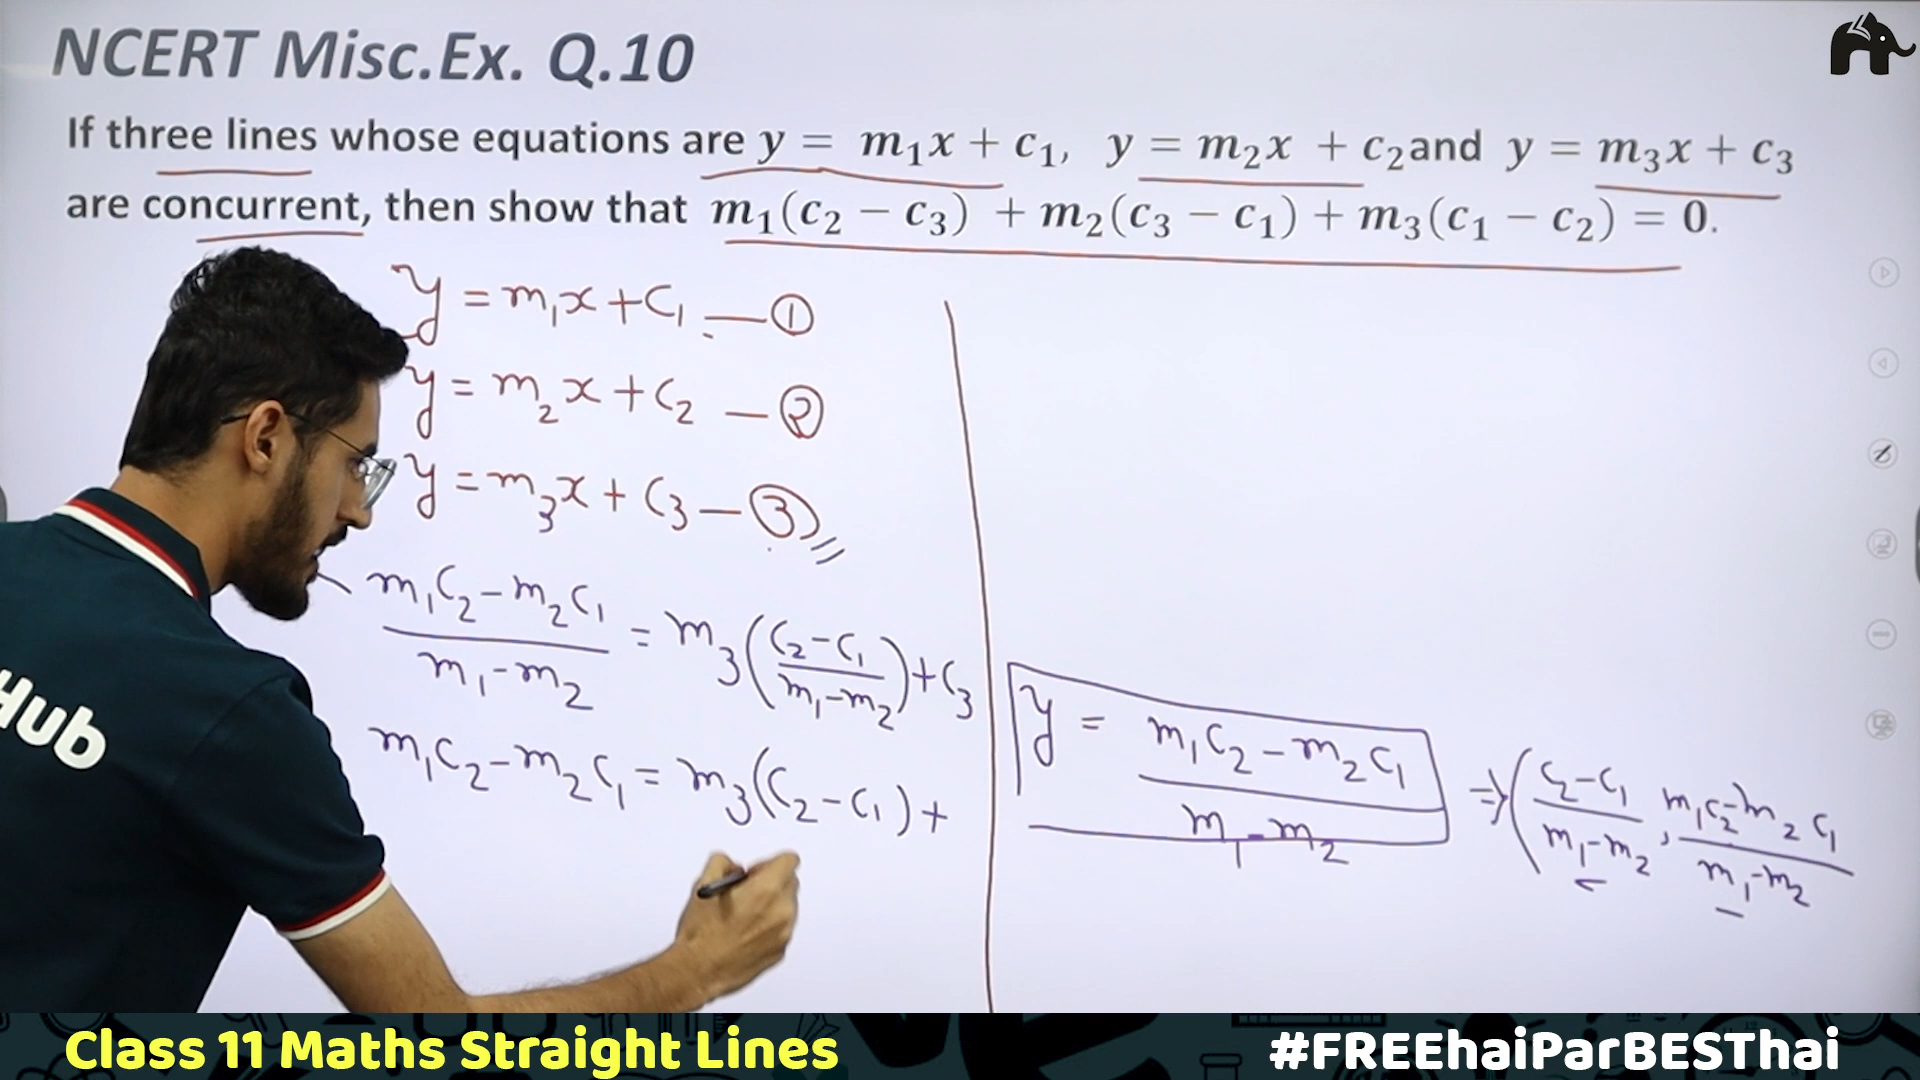 NCERT Misc.Ex. Q.10
If three lines whose equations are y = m₁x + c₁, y = m₂x + c₂and y = m₃x + c₃
are concurrent, then show that m₁(c₂ − c₃) + m₂(c₃ − c₁) + m₃(c₁ − c₂) = 0.
y = m₁x + c₁ — ①
y = m₂x + c₂ — ②
y = m₃x + c₃ — ③
(m₁c₂ − m₂c₁)/(m₁ − m₂) = m₃((c₂ − c₁)/(m₁ − m₂)) + c₃
m₁c₂ − m₂c₁ = m₃(c₂ − c₁) +
y = (m₁c₂ − m₂c₁)/(m₁ − m₂) ⇒ ((c₂ − c₁)/(m₁ − m₂), (m₁c₂ − m₂c₁)/(m₁ − m₂)
Hub
Class 11 Maths Straight Lines
#FREEhaiParBESThai